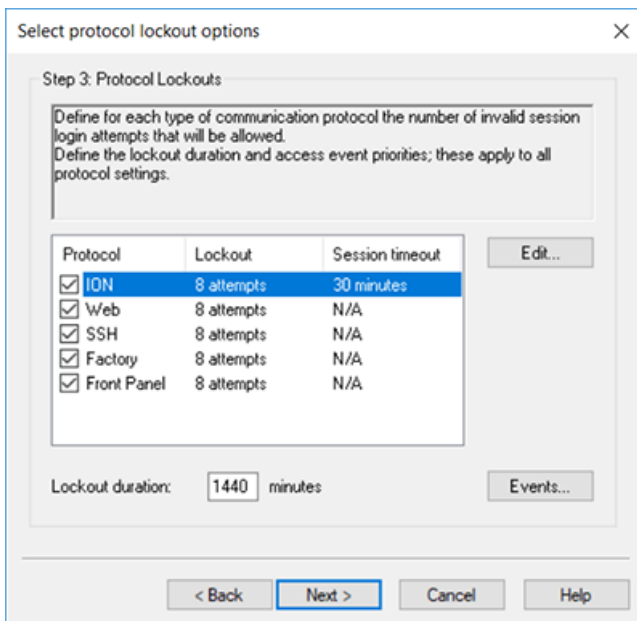 Select protocol lockout options
Step 3: Protocol Lockouts
Define for each type of communication protocol the number of invalid session
login attempts that will be allowed.
Define the lockout duration and access event priorities; these apply to all
protocol settings.
Protocol Lockout Session timeout
ION 8 attempts 30 minutes
Web 8 attempts N/A
SSH 8 attempts N/A
Factory 8 attempts N/A
Front Panel 8 attempts N/A
Edit...
Lockout duration: 1440 minutes
Events...
< Back Next > Cancel Help